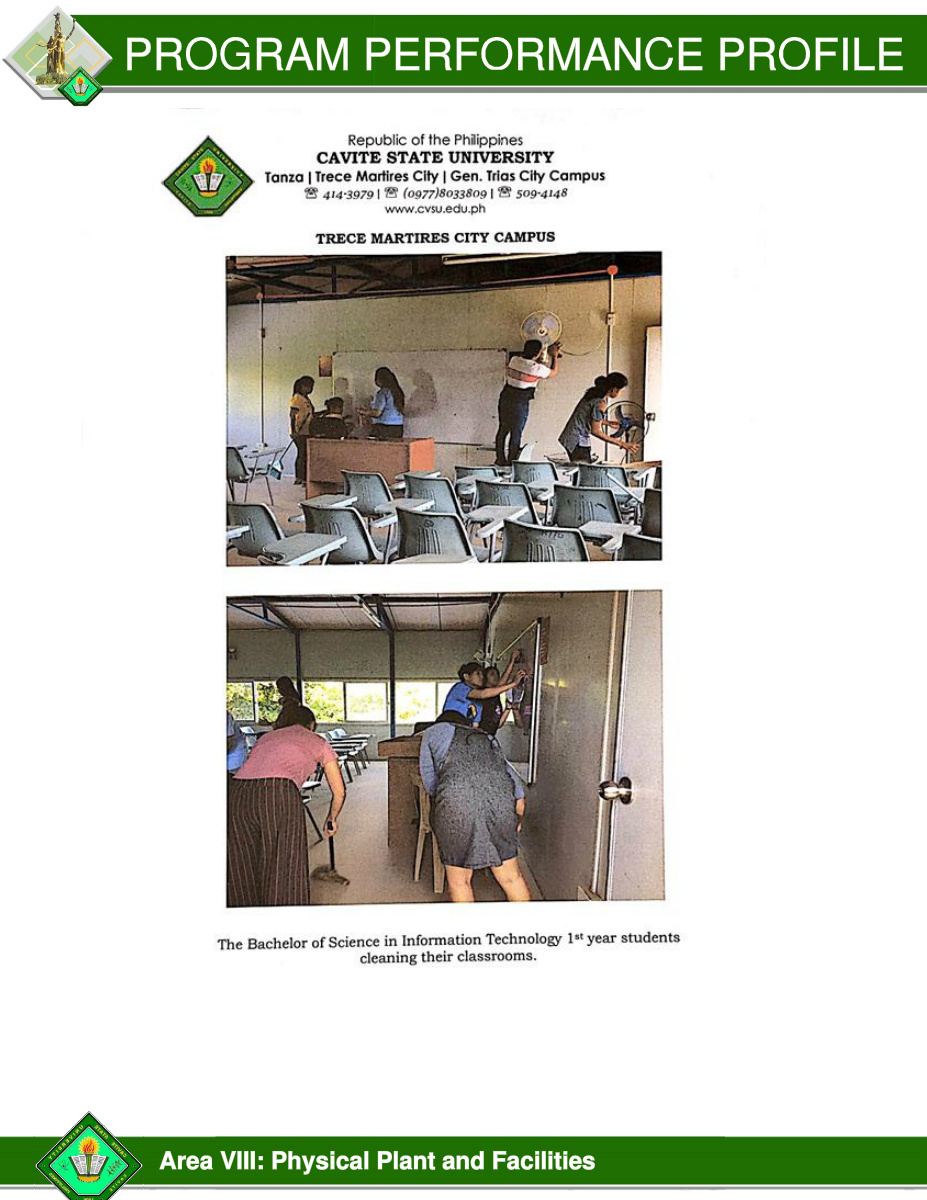 PROGRAM PERFORMANCE PROFILE
Republic of the Philippines
CAVITE STATE UNIVERSITY
Tanza | Trece Martires City | Gen. Trias City Campus
☎ 414-3979 | ☎ (0977)8033809 | ☎ 509-4148
www.cvsu.edu.ph
TRECE MARTIRES CITY CAMPUS
The Bachelor of Science in Information Technology 1st year students
cleaning their classrooms.
Area VIII: Physical Plant and Facilities